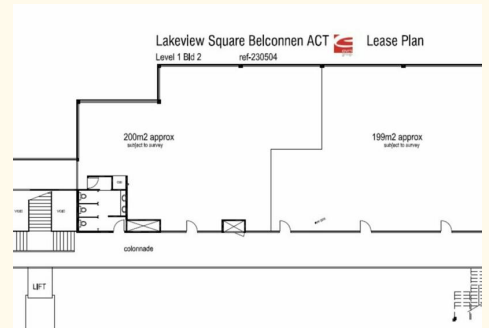 Lakeview Square Belconnen ACT Lease Plan
Level 1 Bld 2 ref-230504
200m2 approx
subject to survey
199m2 approx
subject to survey
colonnade
LIFT